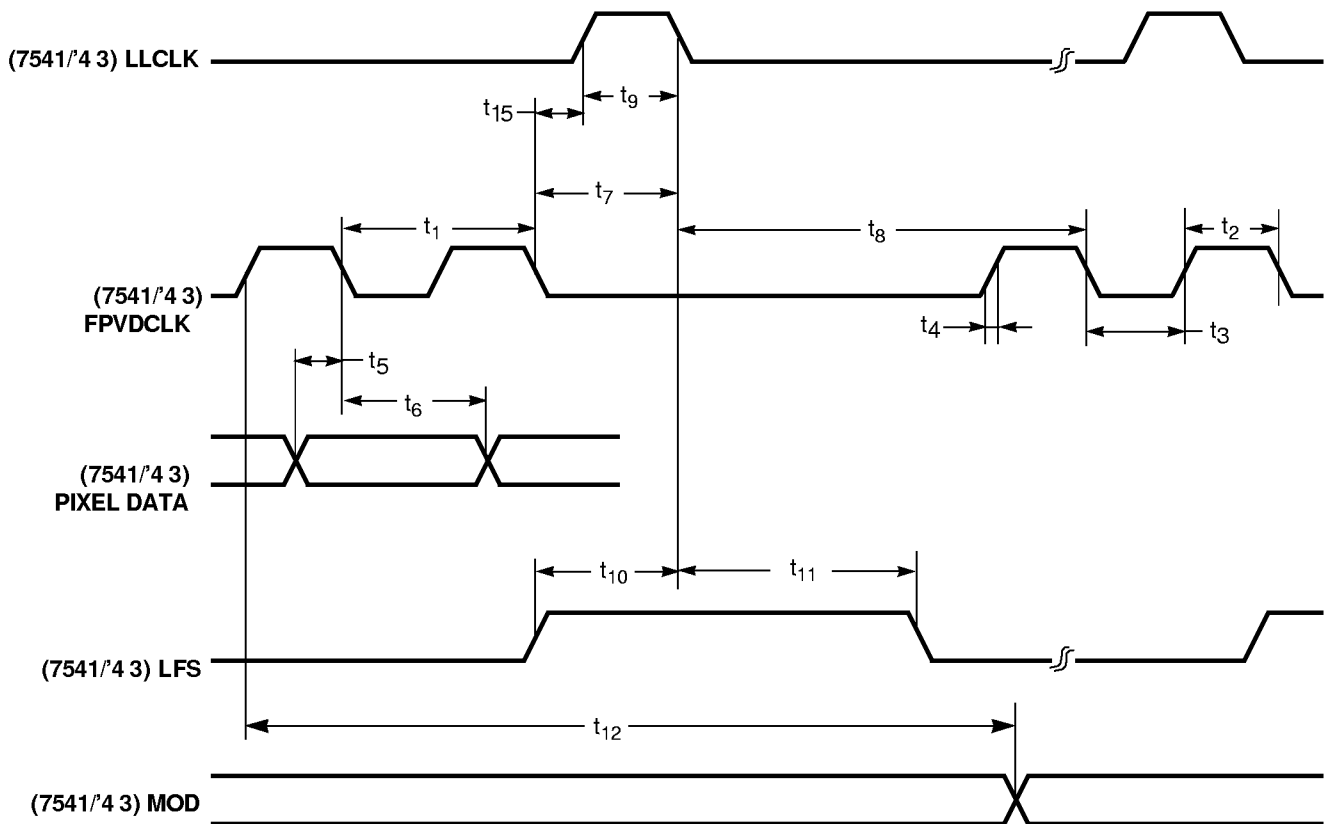 (7541/'4 3) LLCLK
t9
t15
t7
t1
t8
t2
(7541/'4 3)
FPVDCLK
t4
t3
t5
t6
(7541/'4 3)
PIXEL DATA
t10
t11
(7541/'4 3) LFS
t12
(7541/'4 3) MOD